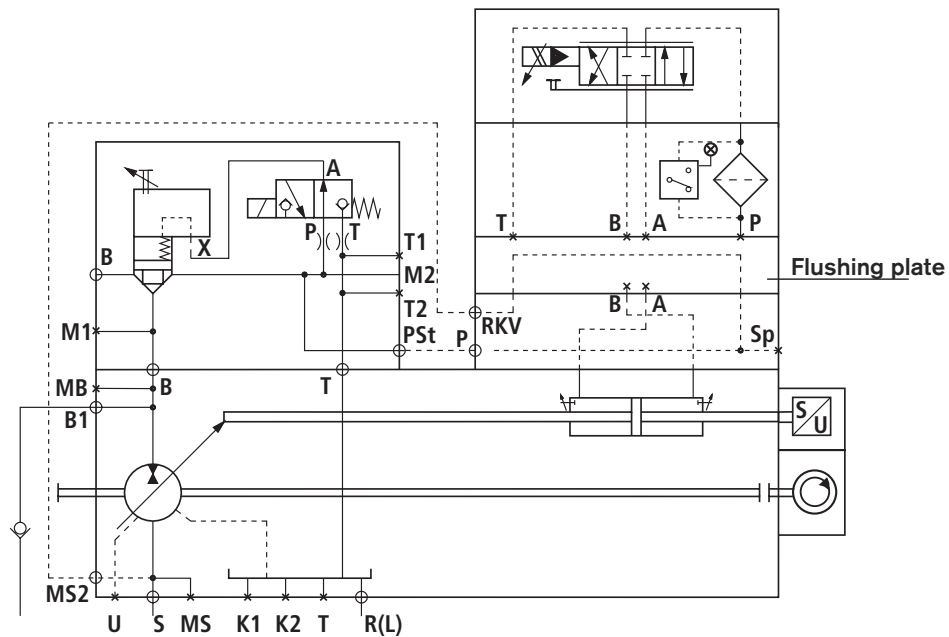 A
P
T
X
B
T1
M2
T2
PSt
M1
T
B
A
P
Flushing plate
B
A
RKV
P
Sp
MB
B
T
B1
S
U
MS2
U
S
MS
K1
K2
T
R(L)